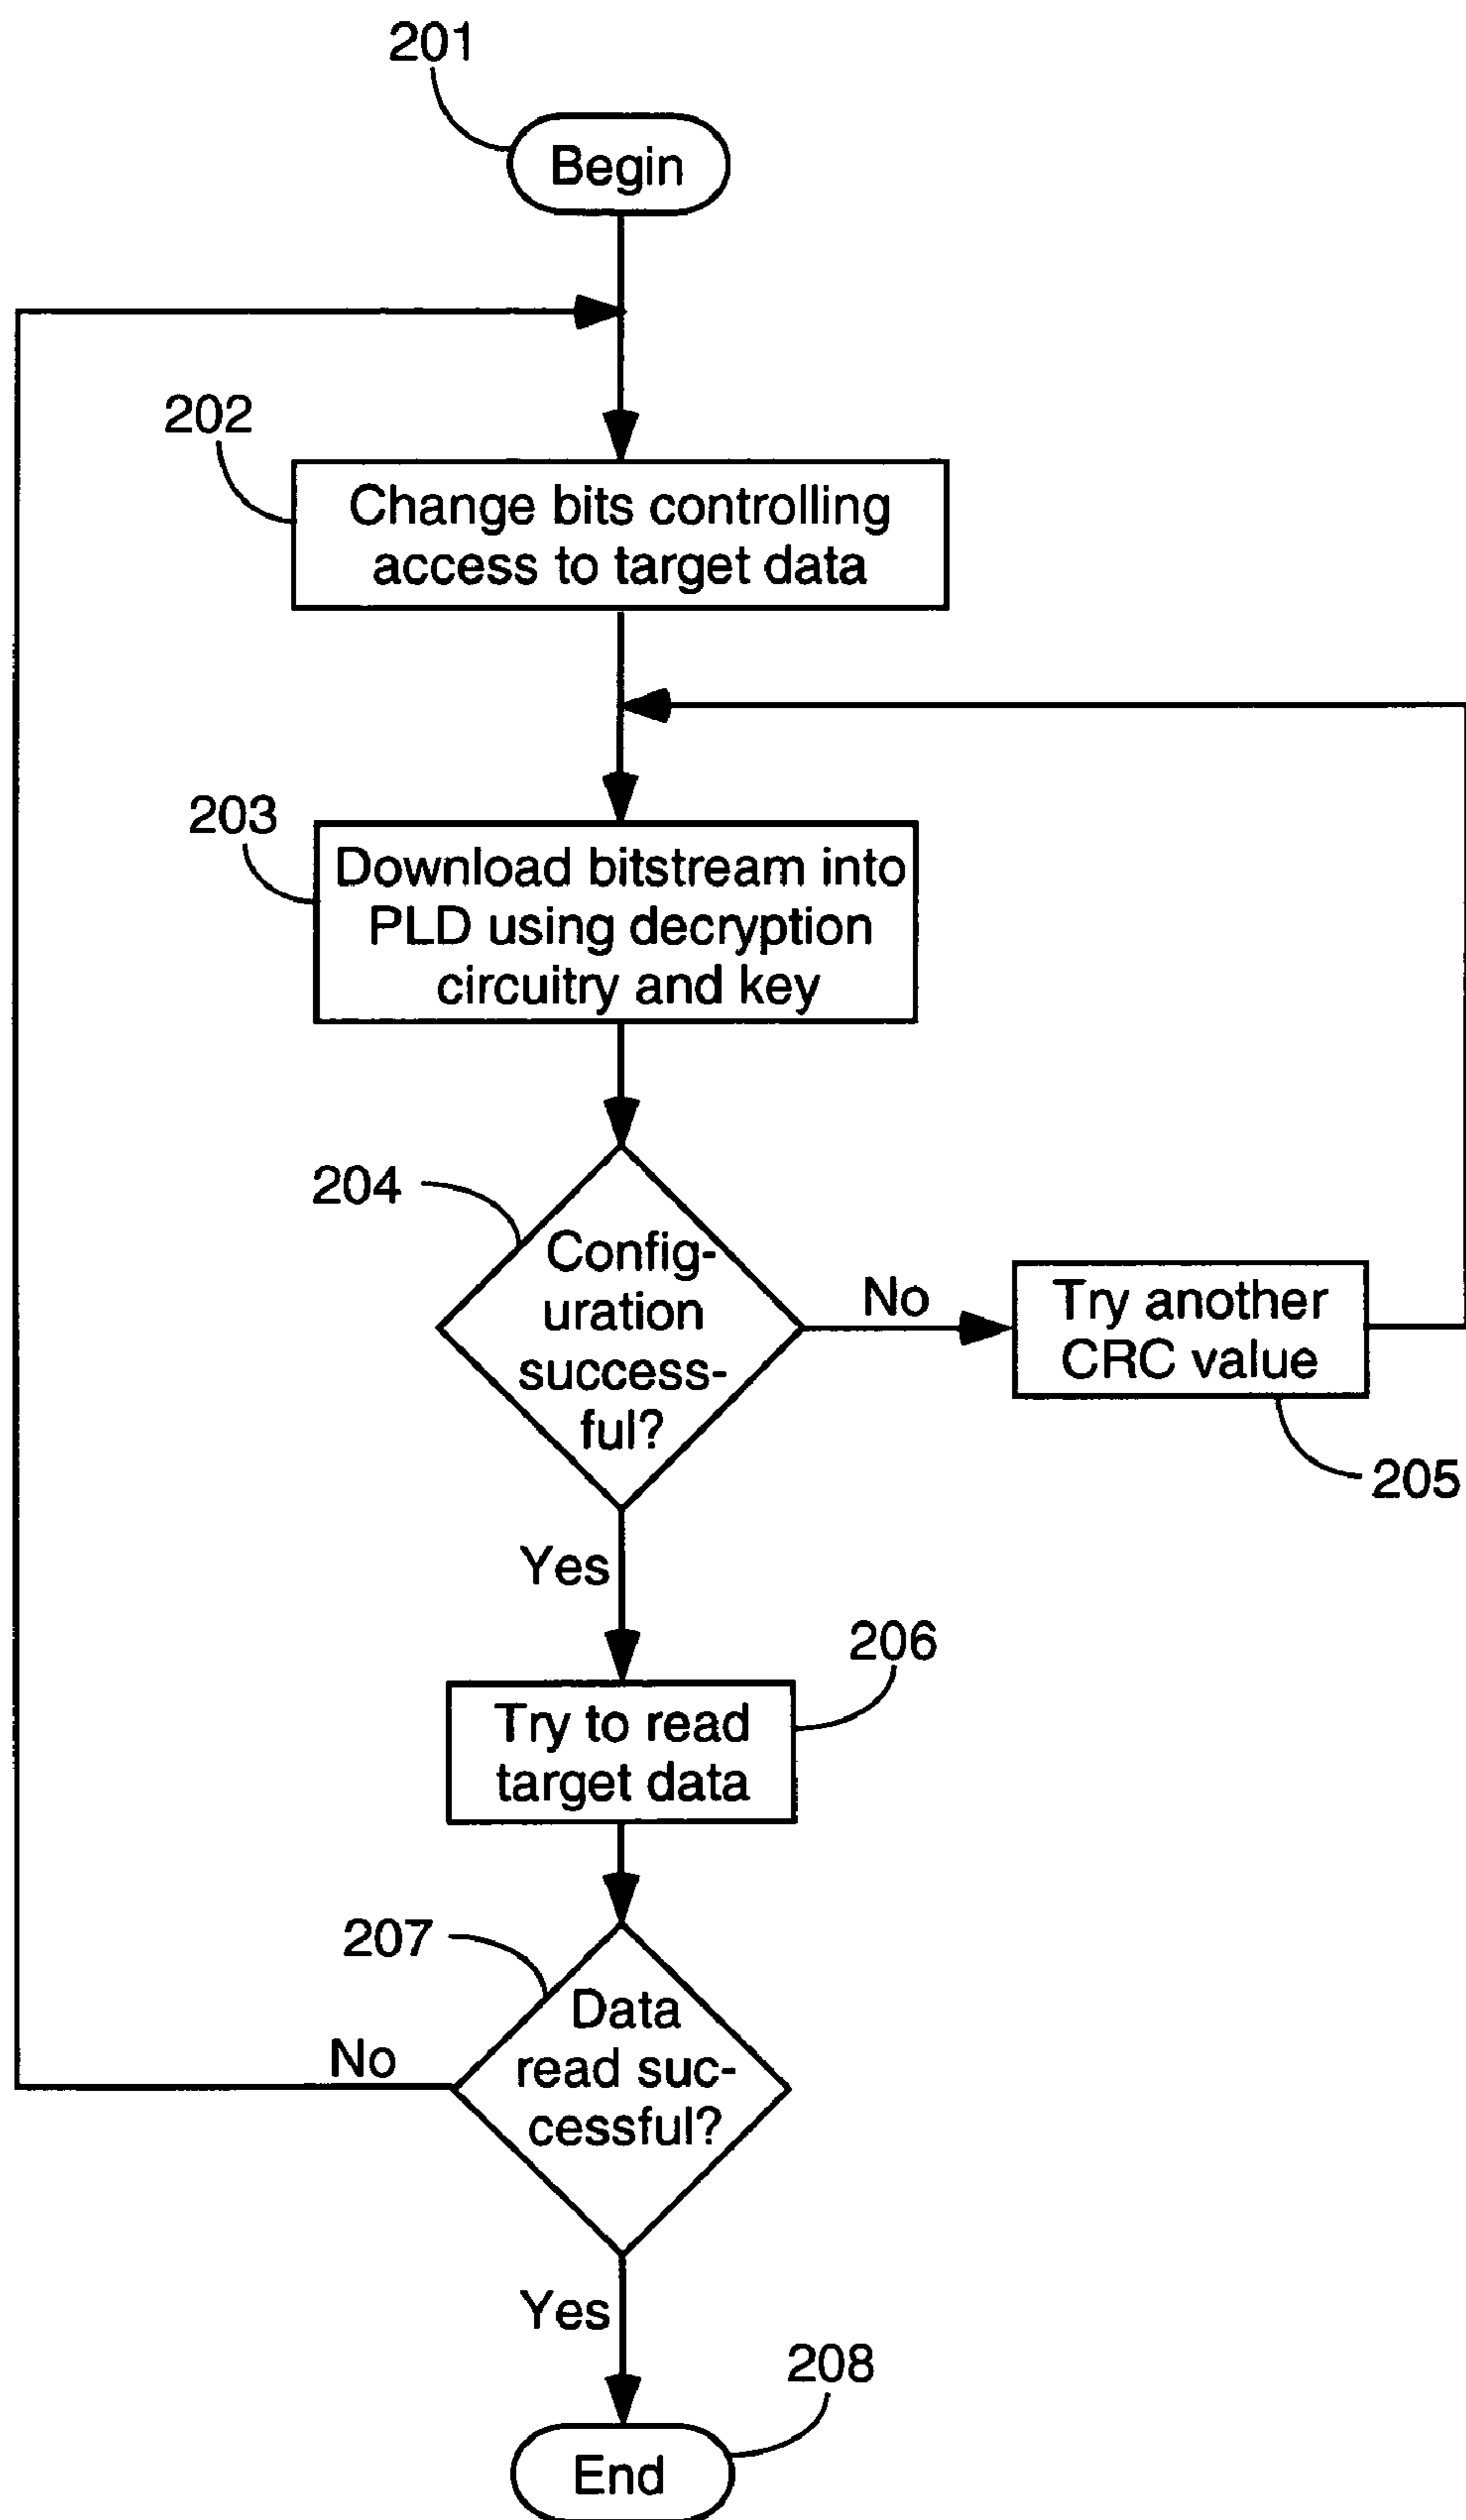 201
Begin
202
Change bits controlling
access to target data
203
Download bitstream into
PLD using decryption
circuitry and key
204
Config-
uration
success-
ful?
No
Try another
CRC value
205
Yes
206
Try to read
target data
207
Data
read suc-
cessful?
No
Yes
208
End